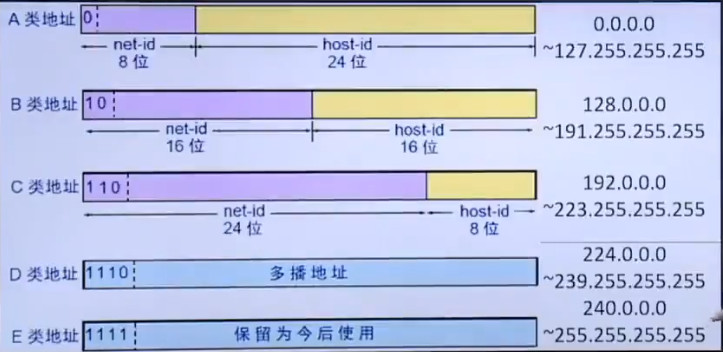 A 类地址 0 0.0.0.0
net-id host-id ~127.255.255.255
8 位 24 位
B 类地址 10 128.0.0.0
net-id host-id ~191.255.255.255
16 位 16 位
C 类地址 110 192.0.0.0
net-id host-id ~223.255.255.255
24 位 8 位
224.0.0.0
D 类地址 1110 多播地址 ~239.255.255.255
240.0.0.0
E 类地址 1111 保留为今后使用 ~255.255.255.255